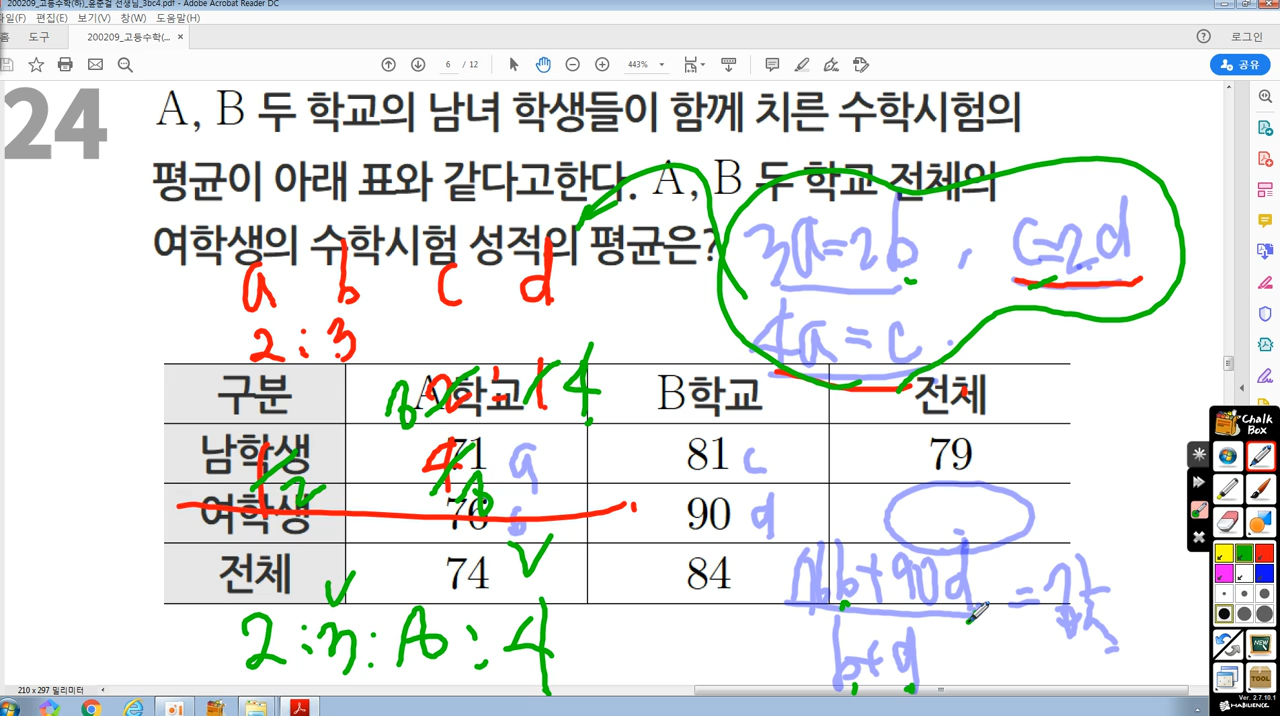 200209_고등수학(하)_윤준걸 선생님_3bc4.pdf - Adobe Acrobat Reader DC
파일(F) 편집(E) 보기(V) 창(W) 도움말(H)
홈 도구 200209_고등수학(... ×
로그인
6 / 12 443%
공유
24 A, B 두 학교의 남녀 학생들이 함께 치른 수학시험의
평균이 아래 표와 같다고한다. A, B 두 학교 전체의
여학생의 수학시험 성적의 평균은?
3a=2b, c=2d
4a=c.
a b c d
2:3
2:1
4
구분 A학교 B학교 전체
남학생 71 a 81 c 79
여학생 76 b 90 d
전체 74 84
76b+90d
b+d
Chalk Box
NEW
TOOL
Ver. 2.7.10.1
210 x 297 밀리미터